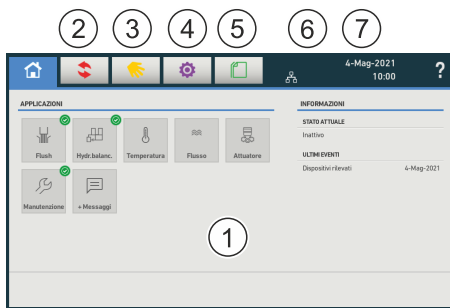 2 3 4 5 6 7
4-Mag-2021
10:00
?
APPLICAZIONI
INFORMAZIONI
STATO ATTUALE
Inattivo
Flush Hydr.balanc. Temperatura Flusso Attuatore
ULTIMI EVENTI
Dispositivi rilevati 4-Mag-2021
Manutenzione + Messaggi
1